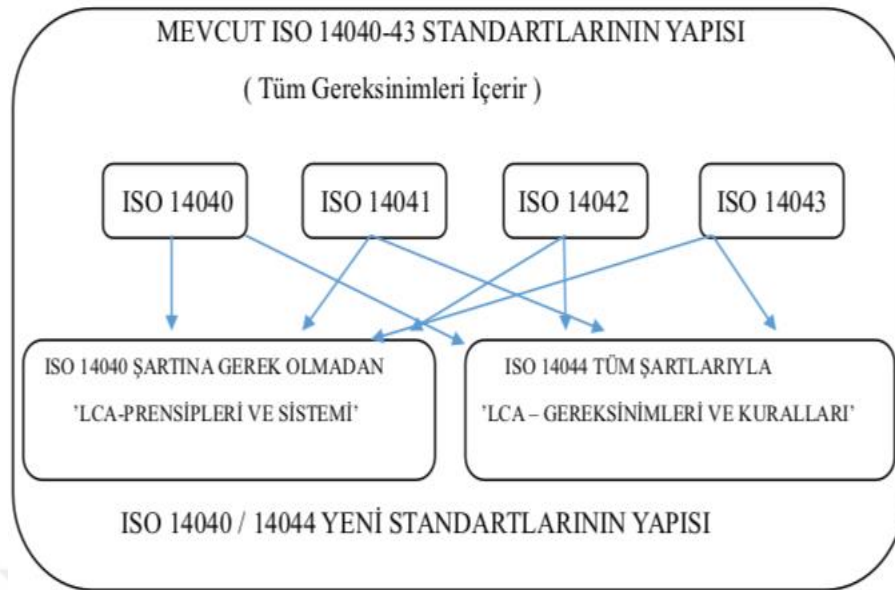 MEVCUT ISO 14040-43 STANDARTLARININ YAPISI
( Tüm Gereksinimleri İçerir )
ISO 14040
ISO 14041
ISO 14042
ISO 14043
ISO 14040 ŞARTINA GEREK OLMADAN
’LCA-PRENSİPLERİ VE SİSTEMİ’
ISO 14044 TÜM ŞARTLARIYLA
’LCA – GEREKSİNİMLERİ VE KURALLARI’
ISO 14040 / 14044 YENİ STANDARTLARININ YAPISI